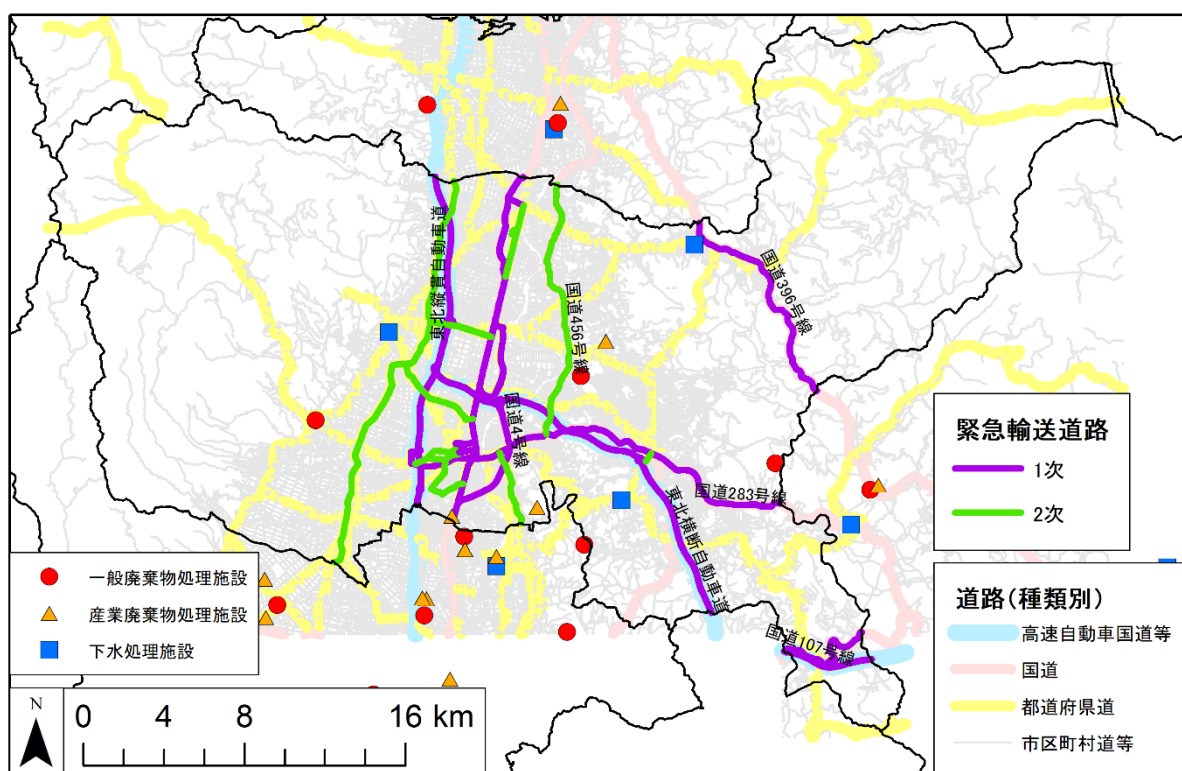 東北縦貫自動車道
国道456号線
国道396号線
国道4号線
国道283号線
東北横断自動車道
国道107号線
緊急輸送道路
1次
2次
一般廃棄物処理施設
産業廃棄物処理施設
下水処理施設
道路(種類別)
高速自動車国道等
国道
都道府県道
市区町村道等
N
0 4 8 16 km